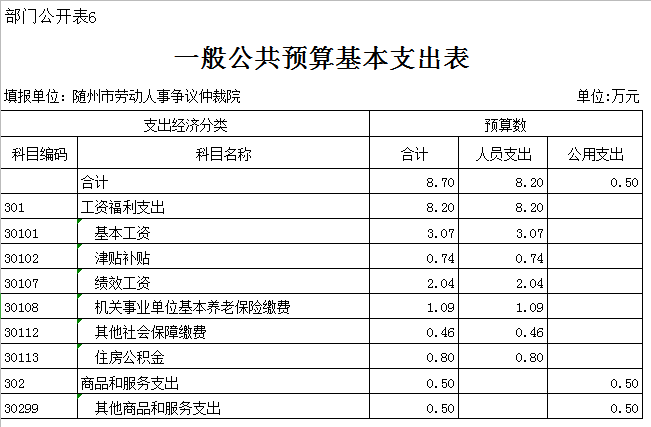 部门公开表6
一般公共预算基本支出表
填报单位：随州市劳动人事争议仲裁院 单位:万元
支出经济分类 预算数
科目编码 科目名称 合计 人员支出 公用支出
合计 8.70 8.20 0.50
301 工资福利支出 8.20 8.20
30101 基本工资 3.07 3.07
30102 津贴补贴 0.74 0.74
30107 绩效工资 2.04 2.04
30108 机关事业单位基本养老保险缴费 1.09 1.09
30112 其他社会保障缴费 0.46 0.46
30113 住房公积金 0.80 0.80
302 商品和服务支出 0.50 0.50
30299 其他商品和服务支出 0.50 0.50